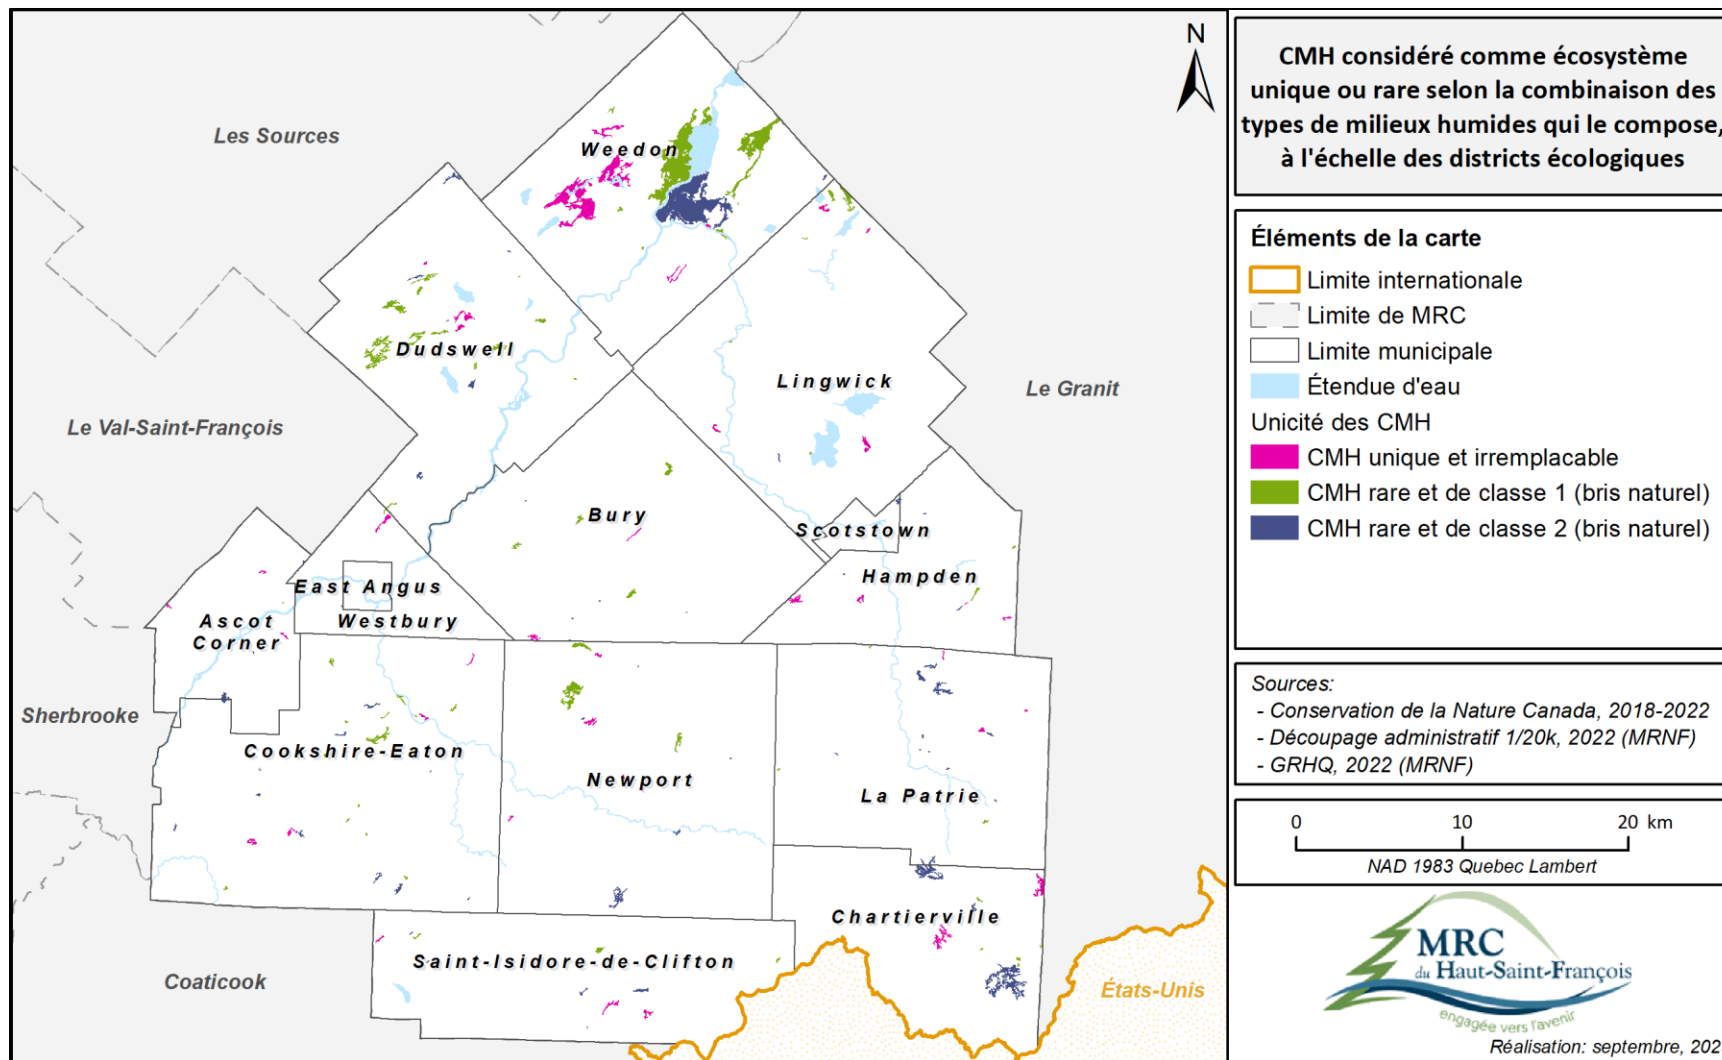 CMH considéré comme écosystème
unique ou rare selon la combinaison des
types de milieux humides qui le compose,
à l'échelle des districts écologiques
N
Les Sources
Weedon
Dudswell
Lingwick
Le Granit
Le Val-Saint-François
Bury
Scotstown
Hampden
East Angus
Westbury
Ascot
Corner
Sherbrooke
Cookshire-Eaton
Newport
La Patrie
Chartierville
Saint-Isidore-de-Clifton
Coaticook
États-Unis
Éléments de la carte
Limite internationale
Limite de MRC
Limite municipale
Étendue d'eau
Unicité des CMH
CMH unique et irremplacable
CMH rare et de classe 1 (bris naturel)
CMH rare et de classe 2 (bris naturel)
Sources:
- Conservation de la Nature Canada, 2018-2022
- Découpage administratif 1/20k, 2022 (MRNF)
- GRHQ, 2022 (MRNF)
0 10 20 km
NAD 1983 Quebec Lambert
MRC
du Haut-Saint-François
engagée vers l'avenir
Réalisation: septembre, 202